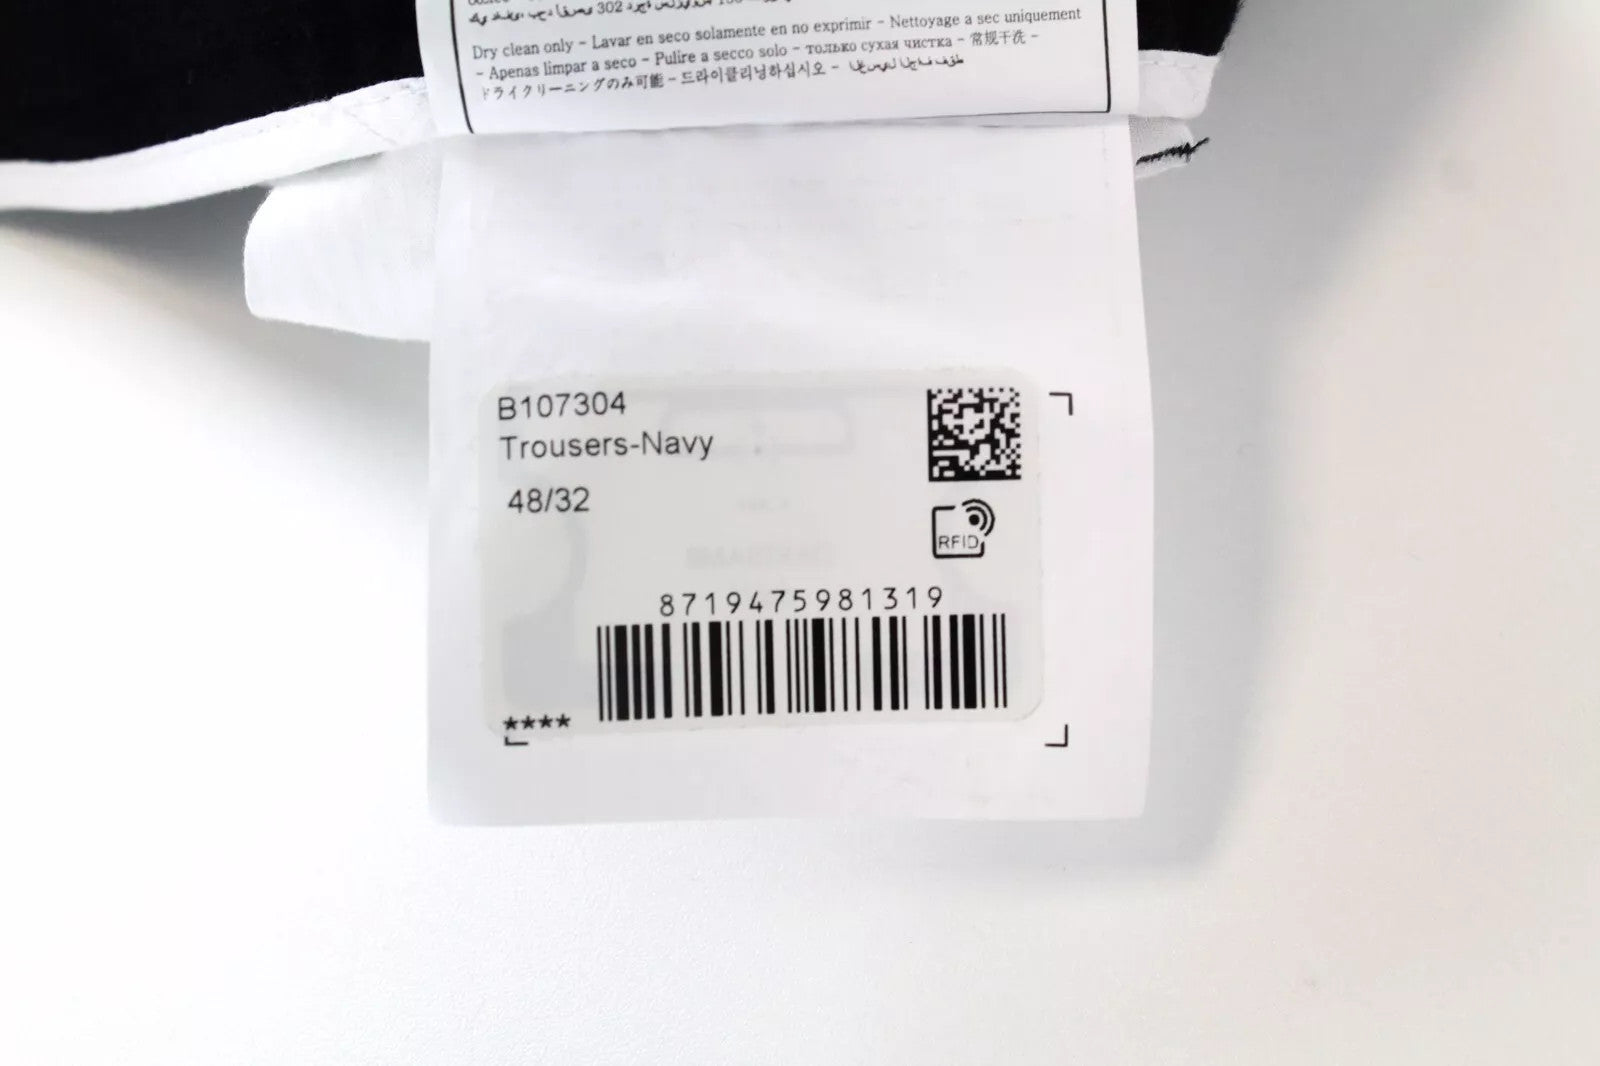 302
Dry clean only - Lavar en seco solamente en no exprimir - Nettoyage a sec uniquement
- Apenas limpar a seco - Pulire a secco solo - только сухая чистка - 常规干洗 -
ドライクリーニングのみ可能 - 드라이클리닝하십시오 -
B107304
Trousers-Navy
48/32
RFID
8719475981319
****